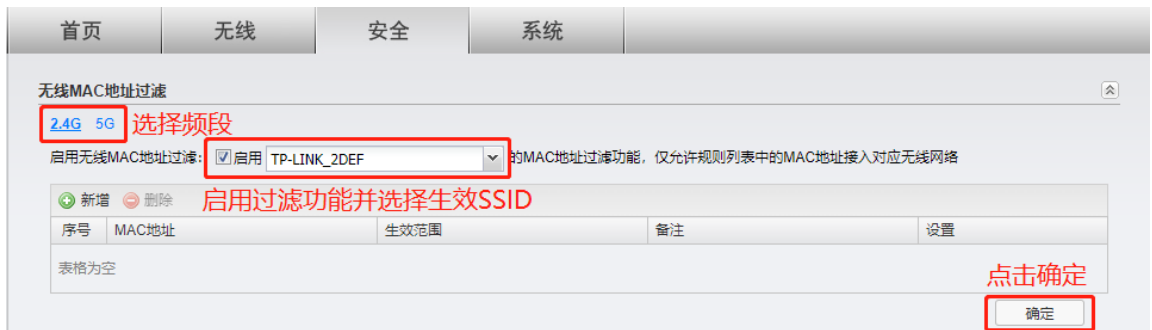 首页 无线 安全 系统
无线MAC地址过滤
2.4G 5G 选择频段
启用无线MAC地址过滤: 启用 TP-LINK_2DEF 的MAC地址过滤功能，仅允许规则列表中的MAC地址接入对应无线网络
新增 删除 启用过滤功能并选择生效SSID
序号 MAC地址 生效范围 备注 设置
表格为空
点击确定
确定